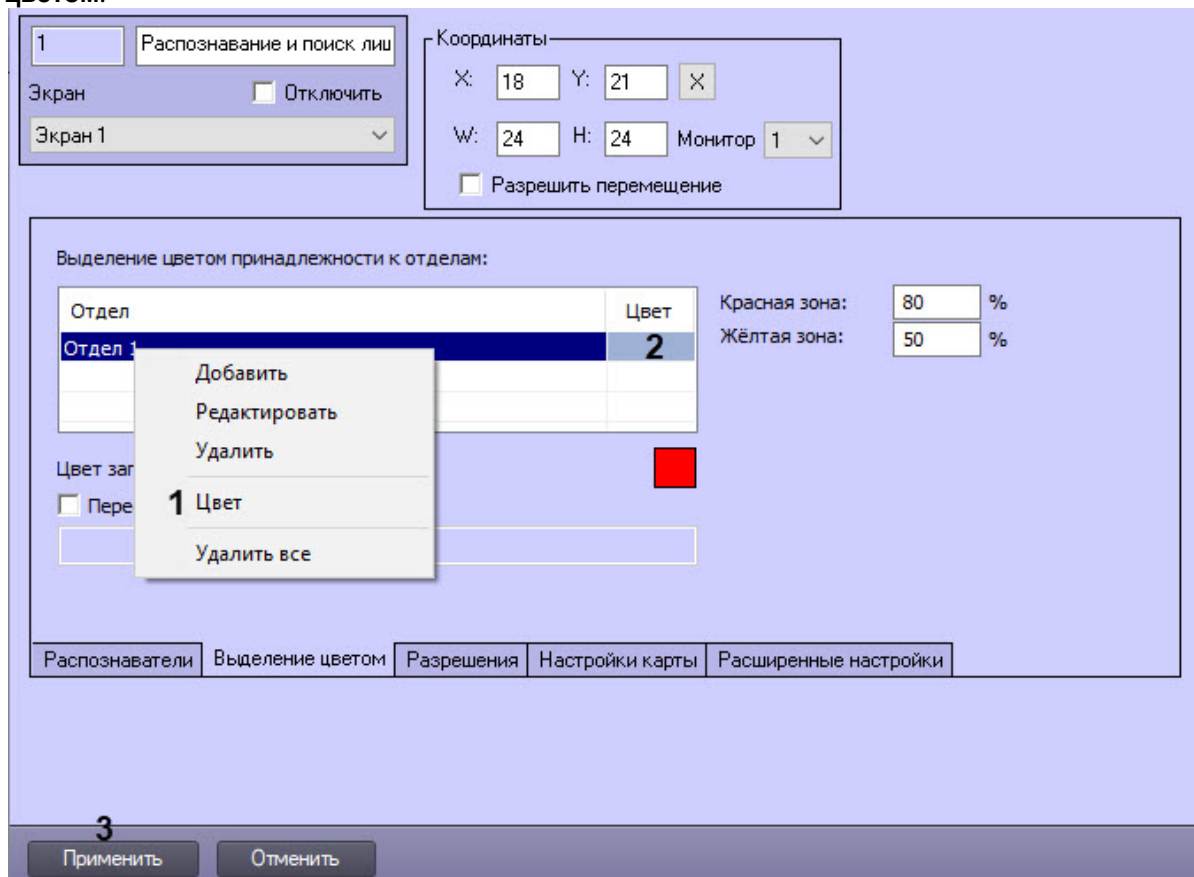 цветом.
1 Распознавание и поиск лиц
Экран Отключить
Экран 1
Координаты
X: 18 Y: 21 X
W: 24 H: 24 Монитор 1
Разрешить перемещение
Выделение цветом принадлежности к отделам:
Отдел Цвет
Отдел 1 2
Добавить
Редактировать
Удалить
1 Цвет
Удалить все
Цвет заг
Пере
Красная зона: 80 %
Жёлтая зона: 50 %
Распознаватели Выделение цветом Разрешения Настройки карты Расширенные настройки
3
Применить Отменить